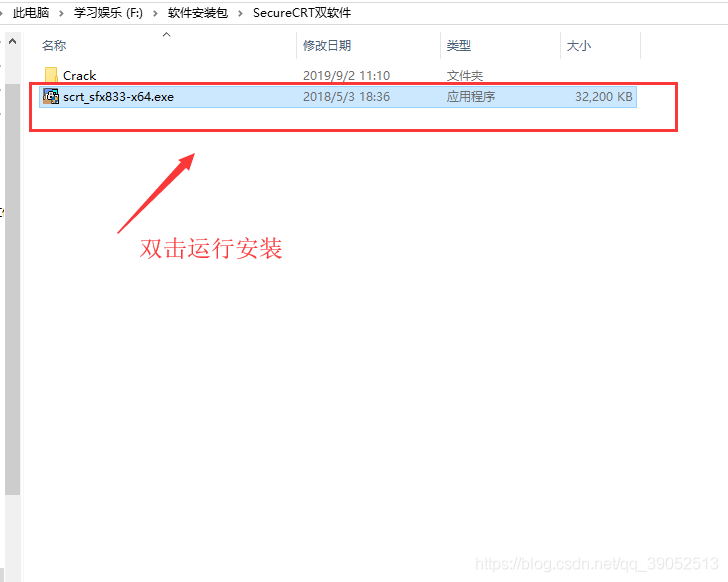 此电脑 › 学习娱乐 (F:) › 软件安装包 › SecureCRT双软件
名称 修改日期 类型 大小
Crack 2019/9/2 11:10 文件夹
scrt_sfx833-x64.exe 2018/5/3 18:36 应用程序 32,200 KB
双击运行安装
https://blog.csdn.net/qq_39052513